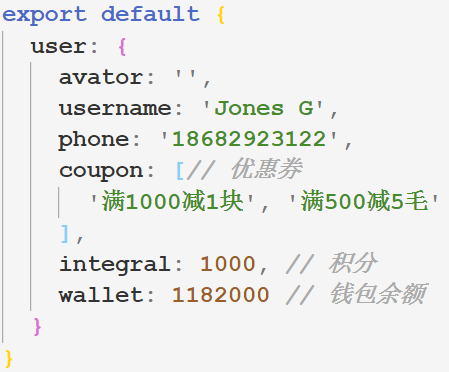 export default {
user: {
avator: '',
username: 'Jones G',
phone: '18682923122',
coupon: [// 优惠券
'满1000减1块', '满500减5毛'
],
integral: 1000, // 积分
wallet: 1182000 // 钱包余额
}
}